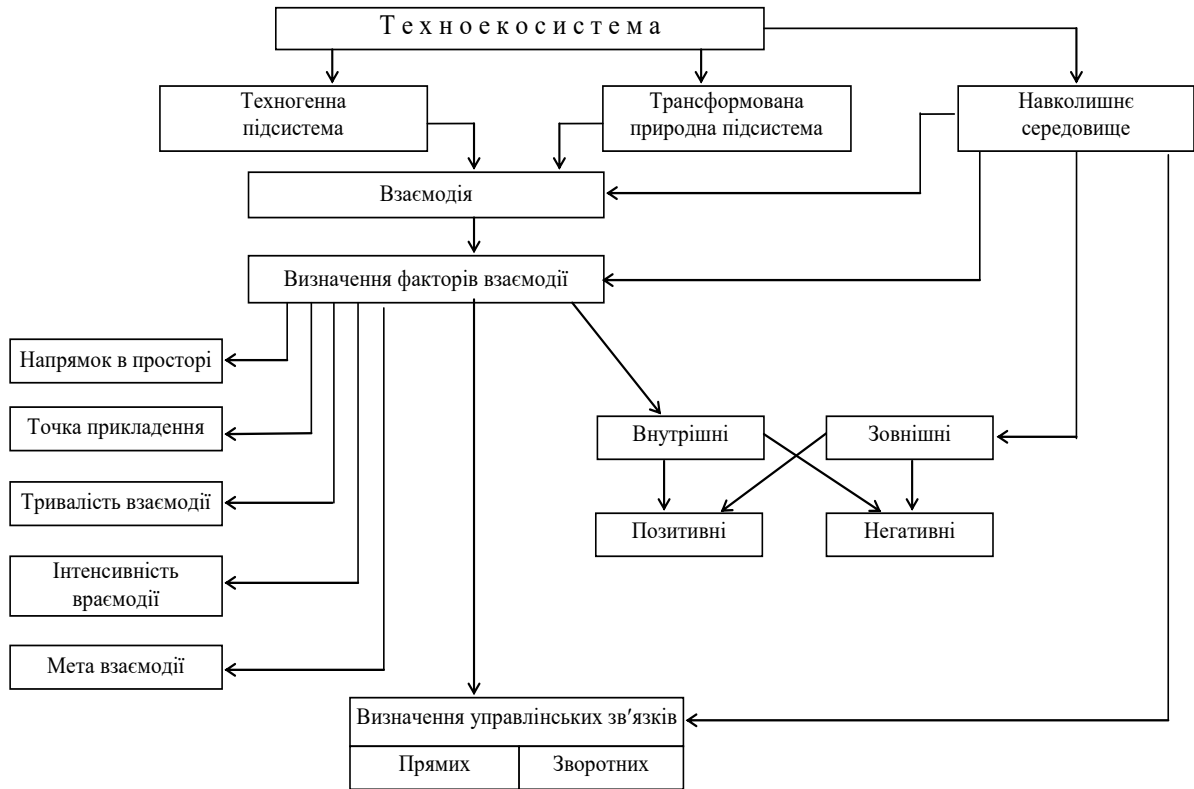 Т е х н о е к о с и с т е м а
Техногенна
підсистема
Трансформована
природна підсистема
Навколишнє
середовище
Взаємодія
Визначення факторів взаємодії
Напрямок в просторі
Точка прикладення
Внутрішні
Зовнішні
Тривалість взаємодії
Позитивні
Негативні
Інтенсивність
враємодії
Мета взаємодії
Визначення управлінських зв′язків
Прямих
Зворотних